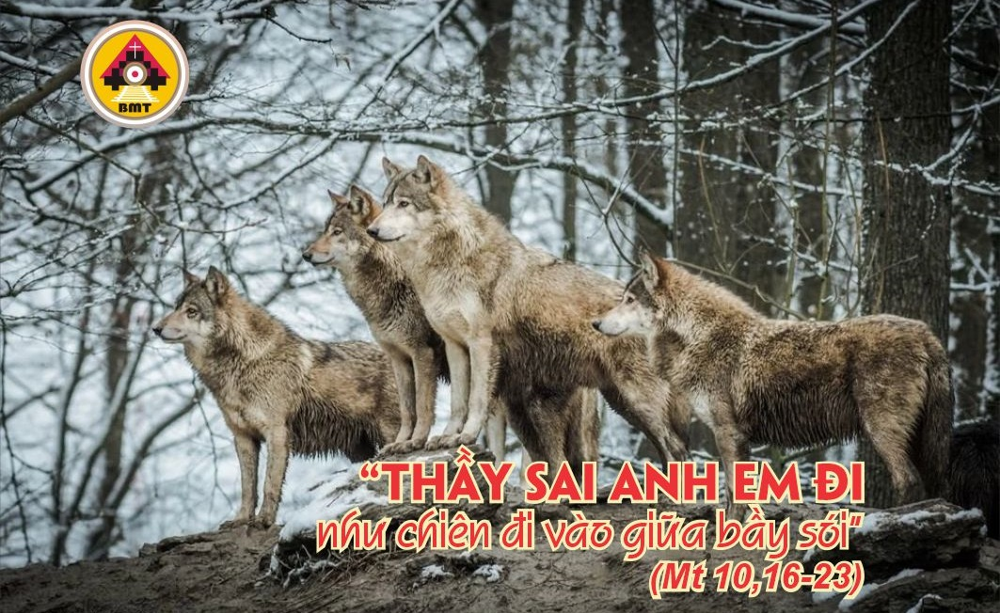 BMT
“THẦY SAI ANH EM ĐI
như chiên đi vào giữa bầy sói”
(Mt 10,16-23)